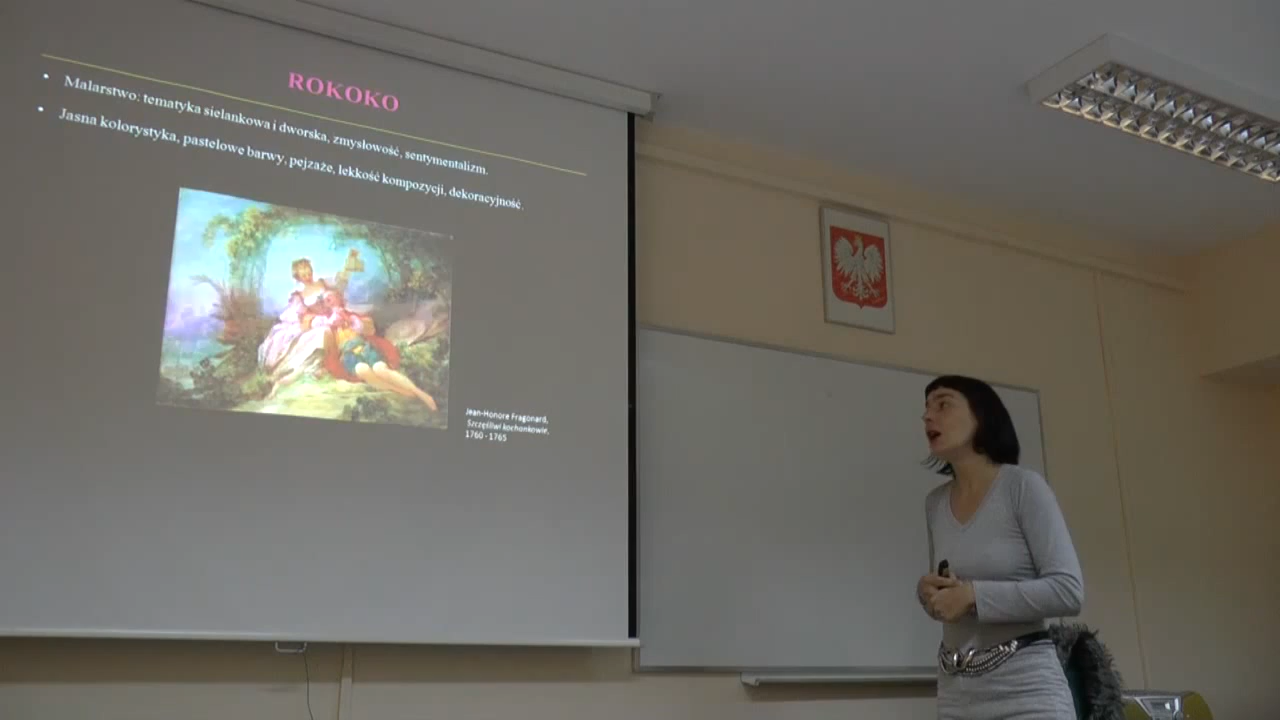 ROKOKO
• Malarstwo: tematyka sielankowa i dworska, zmysłowość, sentymentalizm.
• Jasna kolorystyka, pastelowe barwy, pejzaże, lekkość kompozycji, dekoracyjność.
Jean-Honore Fragonard,
Szczęśliwi kochankowie,
1760 - 1765